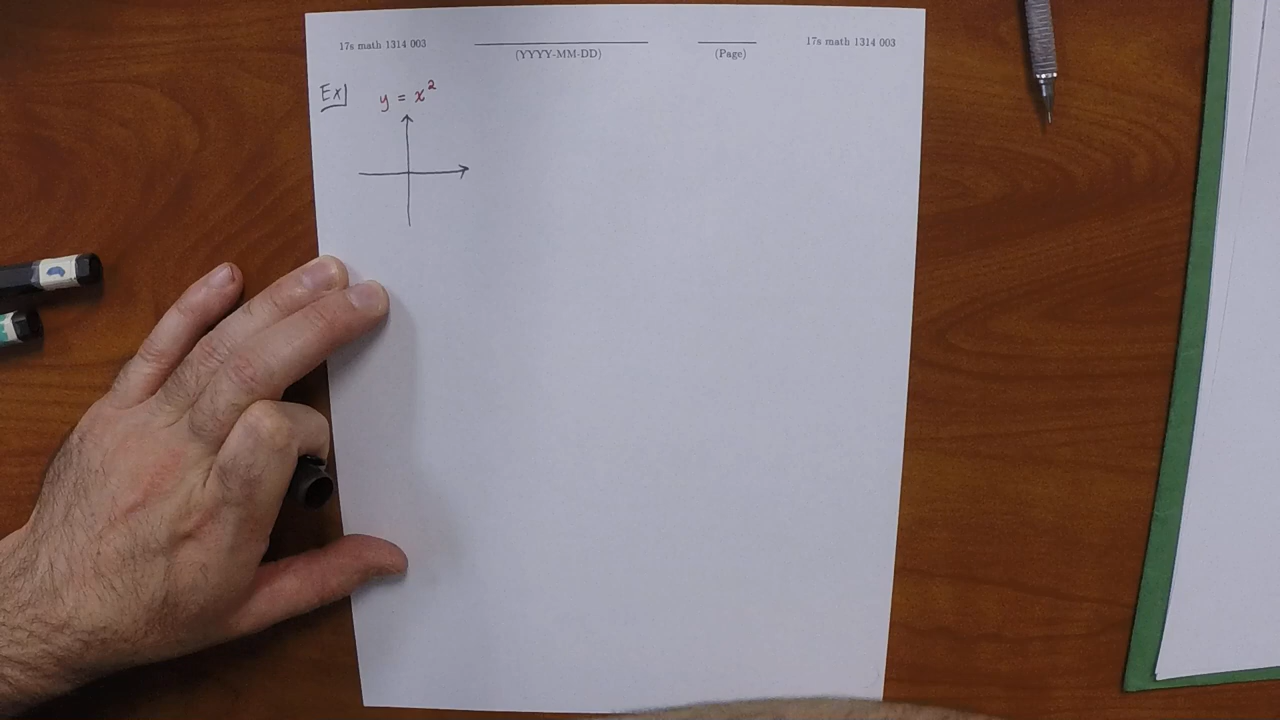 17s math 1314 003 (YYYY-MM-DD) (Page) 17s math 1314 003
Ex] y = x²